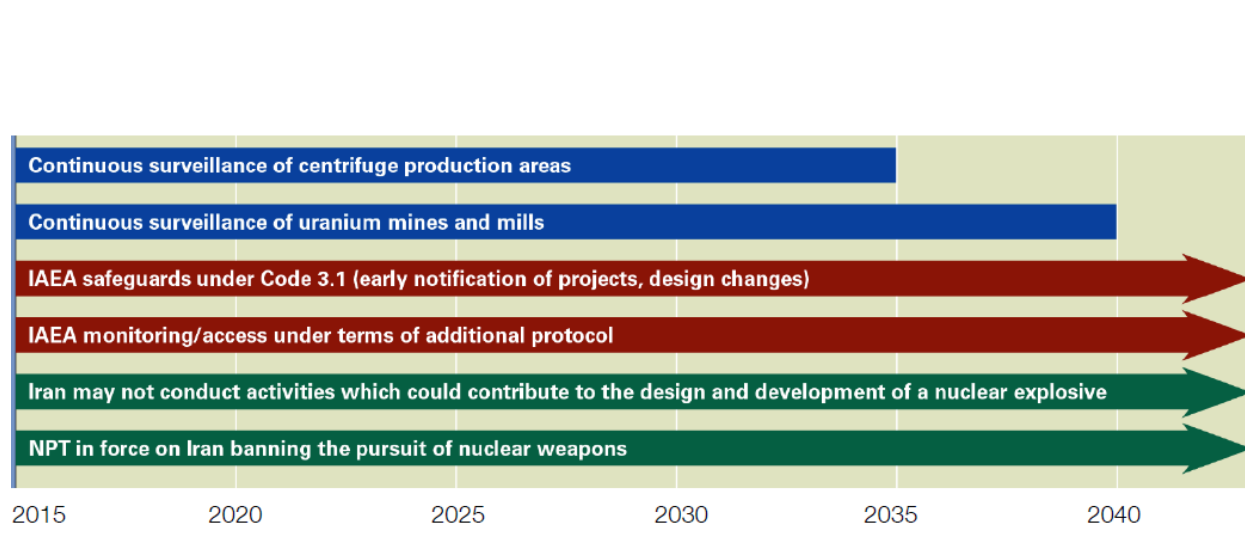 Continuous surveillance of centrifuge production areas
Continuous surveillance of uranium mines and mills
IAEA safeguards under Code 3.1 (early notification of projects, design changes)
IAEA monitoring/access under terms of additional protocol
Iran may not conduct activities which could contribute to the design and development of a nuclear explosive
NPT in force on Iran banning the pursuit of nuclear weapons
2015 2020 2025 2030 2035 2040